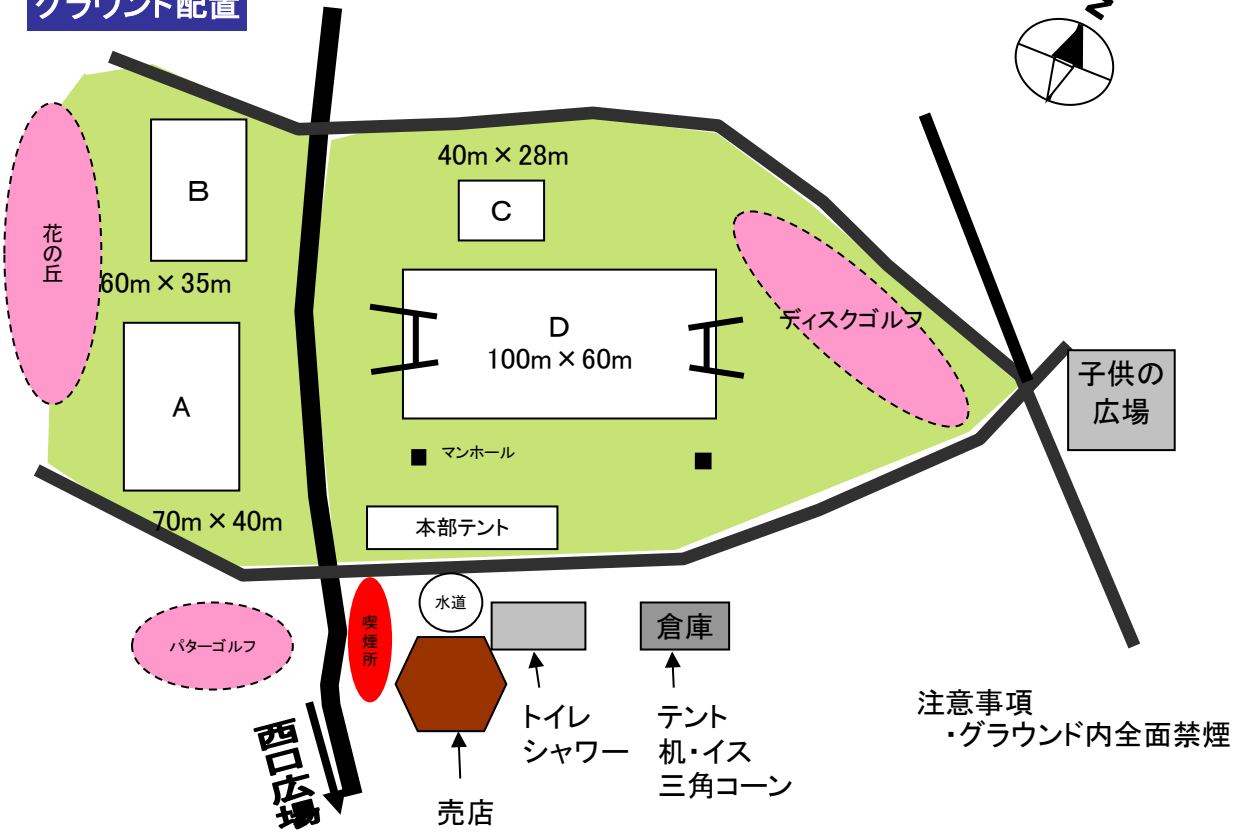 グラウンド配置
N
40m×28m
B
C
花の丘
60m×35m
D
100m×60m
ディスクゴルフ
子供の
広場
A
マンホール
70m×40m
本部テント
水道
喫煙所
倉庫
パターゴルフ
トイレ
シャワー
テント
机・イス
三角コーン
売店
西口広場
注意事項
・グラウンド内全面禁煙